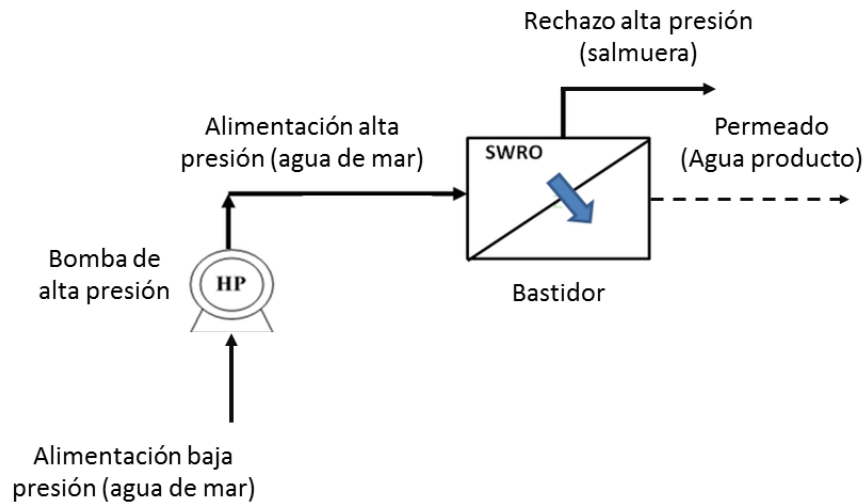 Rechazo alta presión
(salmuera)
Alimentación alta
presión (agua de mar)
SWRO
Permeado
(Agua producto)
Bomba de
alta presión
HP
Bastidor
Alimentación baja
presión (agua de mar)